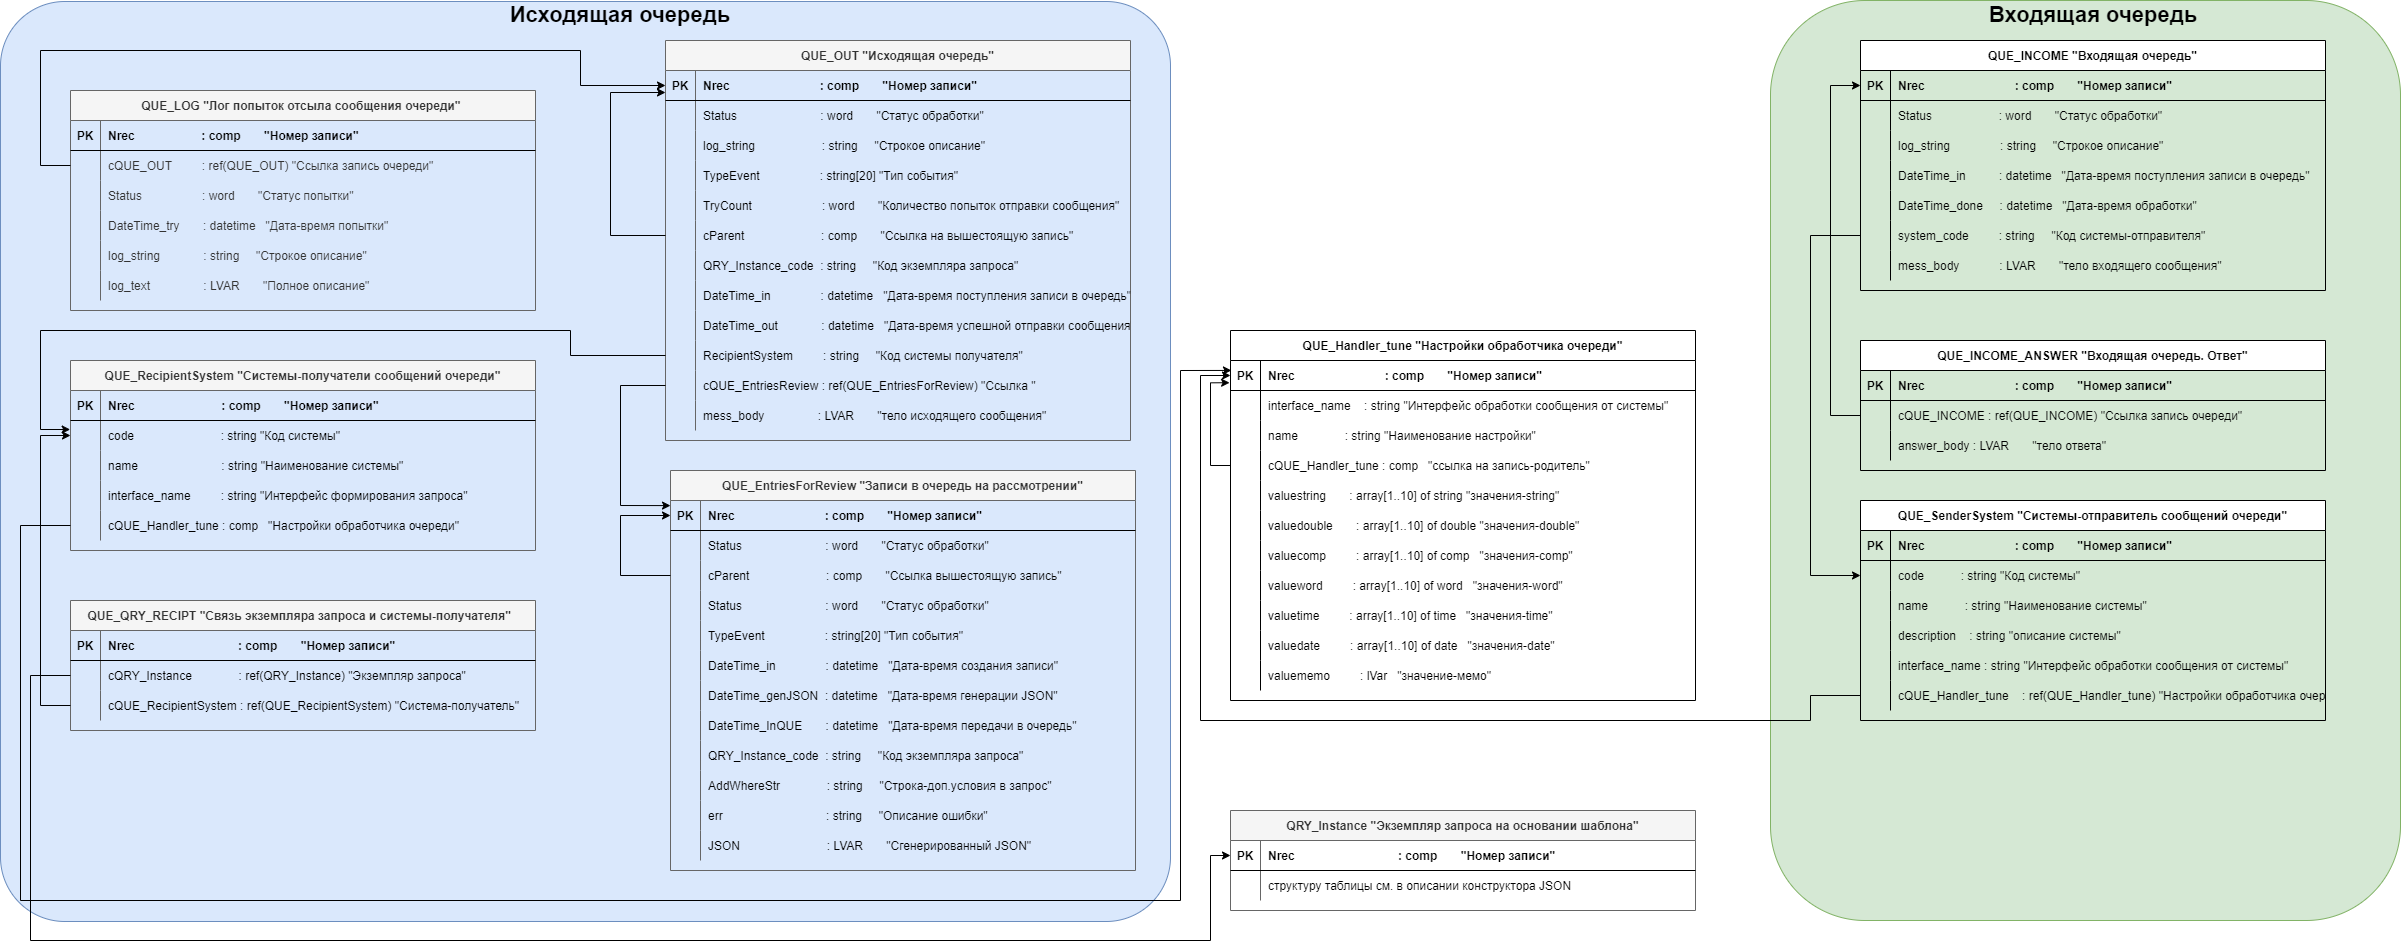 Исходящая очередь
QUE_LOG "Лог попыток отсыла сообщения очереди"
PK Nrec : comp "Номер записи"
cQUE_OUT : ref(QUE_OUT) "Ссылка запись очереди"
Status : word "Статус попытки"
DateTime_try : datetime "Дата-время попытки"
log_string : string "Строкое описание"
log_text : LVAR "Полное описание"
QUE_RecipientSystem "Системы-получатели сообщений очереди"
PK Nrec : comp "Номер записи"
code : string "Код системы"
name : string "Наименование системы"
interface_name : string "Интерфейс формирования запроса"
cQUE_Handler_tune : comp "Настройки обработчика очереди"
QUE_QRY_RECIPT "Связь экземпляра запроса и системы-получателя"
PK Nrec : comp "Номер записи"
cQRY_Instance : ref(QRY_Instance) "Экземпляр запроса"
cQUE_RecipientSystem : ref(QUE_RecipientSystem) "Система-получатель"
QUE_OUT "Исходящая очередь"
PK Nrec : comp "Номер записи"
Status : word "Статус обработки"
log_string : string "Строкое описание"
TypeEvent : string[20] "Тип события"
TryCount : word "Количество попыток отправки сообщения"
cParent : comp "Ссылка на вышестоящую запись"
QRY_Instance_code : string "Код экземпляра запроса"
DateTime_in : datetime "Дата-время поступления записи в очередь"
DateTime_out : datetime "Дата-время успешной отправки сообщения
RecipientSystem : string "Код системы получателя"
cQUE_EntriesReview : ref(QUE_EntriesForReview) "Ссылка "
mess_body : LVAR "тело исходящего сообщения"
QUE_EntriesForReview "Записи в очередь на рассмотрении"
PK Nrec : comp "Номер записи"
Status : word "Статус обработки"
cParent : comp "Ссылка вышестоящую запись"
Status : word "Статус обработки"
TypeEvent : string[20] "Тип события"
DateTime_in : datetime "Дата-время создания записи"
DateTime_genJSON : datetime "Дата-время генерации JSON"
DateTime_InQUE : datetime "Дата-время передачи в очередь"
QRY_Instance_code : string "Код экземпляра запроса"
AddWhereStr : string "Строка-доп.условия в запрос"
err : string "Описание ошибки"
JSON : LVAR "Сгенерированный JSON"
QUE_Handler_tune "Настройки обработчика очереди"
PK Nrec : comp "Номер записи"
interface_name : string "Интерфейс обработки сообщения от системы"
name : string "Наименование настройки"
cQUE_Handler_tune : comp "ссылка на запись-родитель"
valuestring : array[1..10] of string "значения-string"
valuedouble : array[1..10] of double "значения-double"
valuecomp : array[1..10] of comp "значения-comp"
valueword : array[1..10] of word "значения-word"
valuetime : array[1..10] of time "значения-time"
valuedate : array[1..10] of date "значения-date"
valuememo : lVar "значение-мемо"
QRY_Instance "Экземпляр запроса на основании шаблона"
PK Nrec : comp "Номер записи"
структуру таблицы см. в описании конструктора JSON
Входящая очередь
QUE_INCOME "Входящая очередь"
PK Nrec : comp "Номер записи"
Status : word "Статус обработки"
log_string : string "Строкое описание"
DateTime_in : datetime "Дата-время поступления записи в очередь"
DateTime_done : datetime "Дата-время обработки"
system_code : string "Код системы-отправителя"
mess_body : LVAR "тело входящего сообщения"
QUE_INCOME_ANSWER "Входящая очередь. Ответ"
PK Nrec : comp "Номер записи"
cQUE_INCOME : ref(QUE_INCOME) "Ссылка запись очереди"
answer_body : LVAR "тело ответа"
QUE_SenderSystem "Системы-отправитель сообщений очереди"
PK Nrec : comp "Номер записи"
code : string "Код системы"
name : string "Наименование системы"
description : string "описание системы"
interface_name : string "Интерфейс обработки сообщения от системы"
cQUE_Handler_tune : ref(QUE_Handler_tune) "Настройки обработчика очер